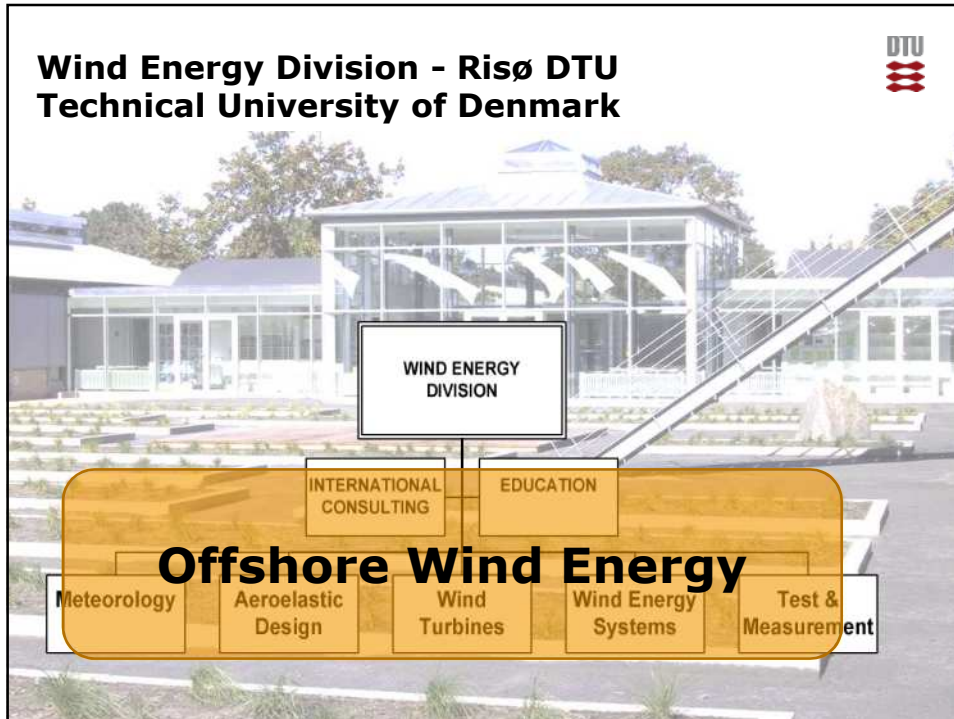 Wind Energy Division - Risø DTU
Technical University of Denmark
DTU
WIND ENERGY
DIVISION
INTERNATIONAL
CONSULTING
EDUCATION
Offshore Wind Energy
Meteorology
Aeroelastic
Design
Wind
Turbines
Wind Energy
Systems
Test &
Measurement